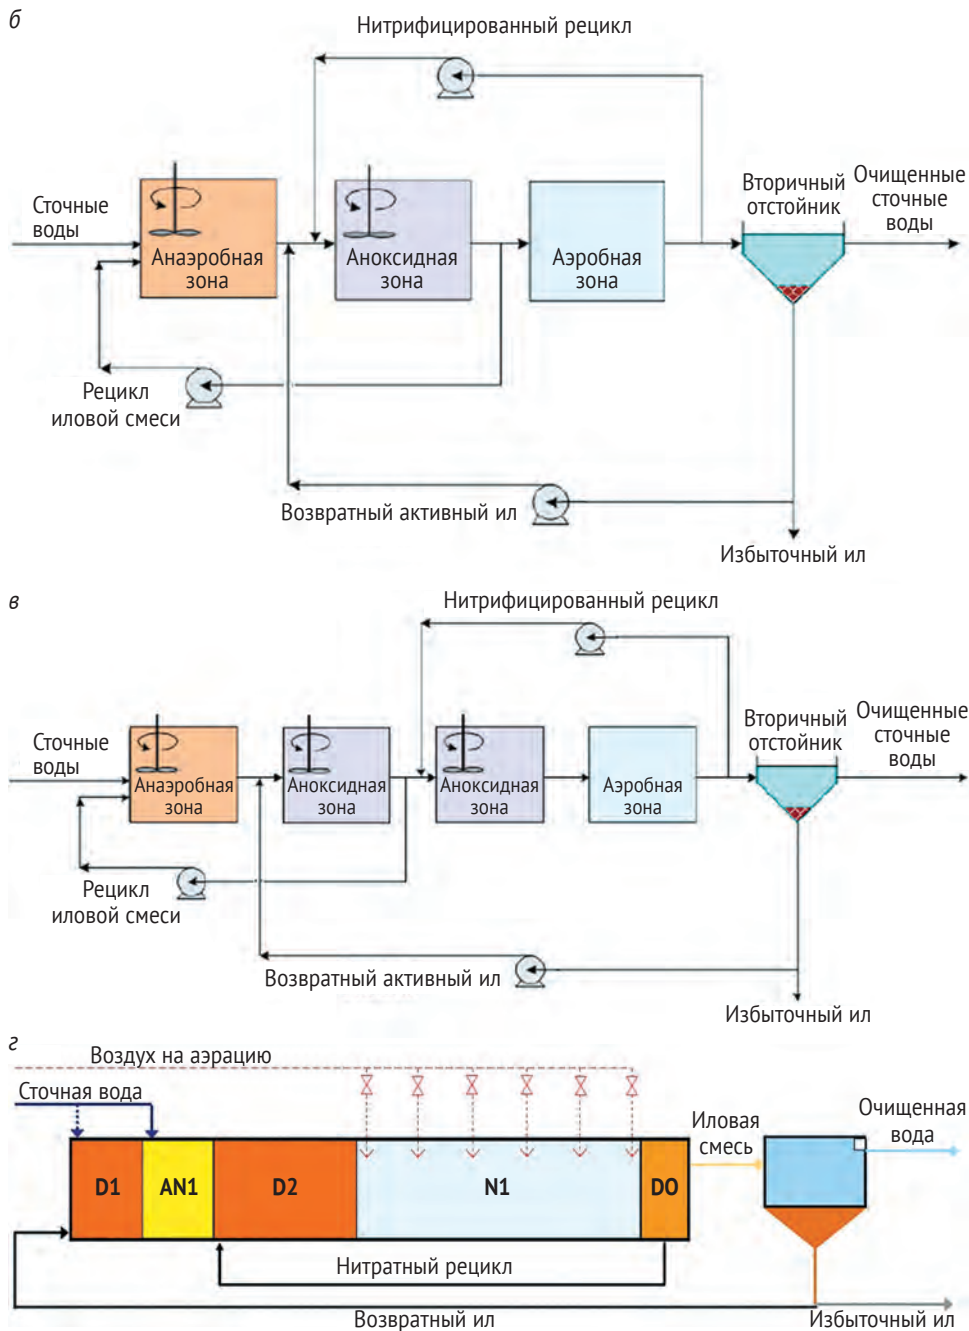 б
Нитрифицированный рецикл
Сточные
воды
Анаэробная
зона
Аноксидная
зона
Аэробная
зона
Вторичный
отстойник
Очищенные
сточные
воды
Рецикл
иловой смеси
Возвратный активный ил
Избыточный ил
в
Нитрифицированный рецикл
Сточные
воды
Анаэробная
зона
Аноксидная
зона
Аноксидная
зона
Аэробная
зона
Вторичный
отстойник
Очищенные
сточные
воды
Рецикл
иловой смеси
Возвратный активный ил
Избыточный ил
г
Воздух на аэрацию
Сточная вода
D1
AN1
D2
N1
DO
Иловая
смесь
Очищенная
вода
Нитратный рецикл
Возвратный ил
Избыточный ил